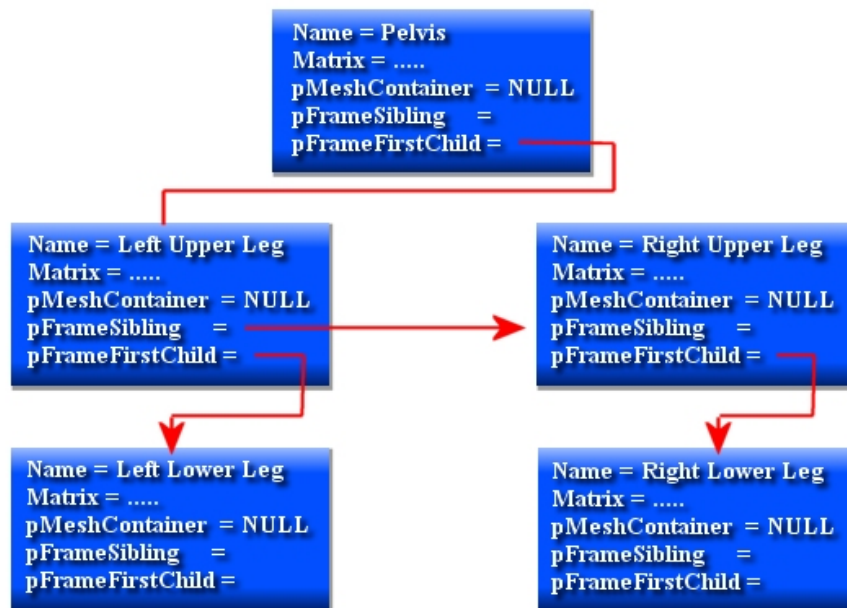 Name = Pelvis
Matrix = .....
pMeshContainer = NULL
pFrameSibling =
pFrameFirstChild =
Name = Left Upper Leg
Matrix = .....
pMeshContainer = NULL
pFrameSibling =
pFrameFirstChild =
Name = Right Upper Leg
Matrix = .....
pMeshContainer = NULL
pFrameSibling =
pFrameFirstChild =
Name = Left Lower Leg
Matrix = .....
pMeshContainer = NULL
pFrameSibling =
pFrameFirstChild =
Name = Right Lower Leg
Matrix = .....
pMeshContainer = NULL
pFrameSibling =
pFrameFirstChild =